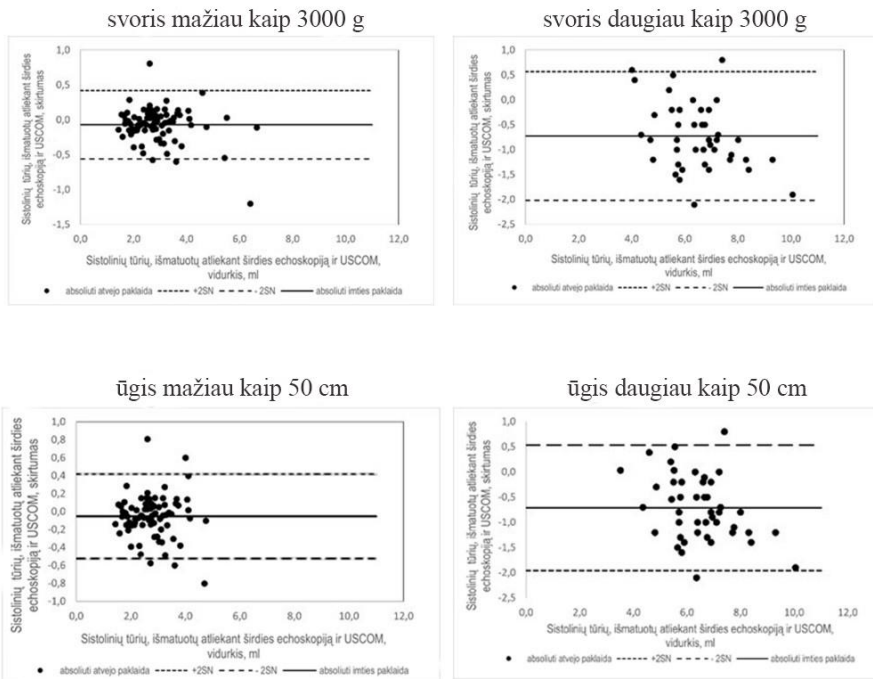 svoris mažiau kaip 3000 g
Sistolinių tūrių, išmatuotų atliekant širdies
echoskopiją ir USCOM, skirtumas
1,0
0,5
0,0
-0,5
-1,0
-1,5
0,0 2,0 4,0 6,0 8,0 10,0 12,0
Sistolinių tūrių, išmatuotų atliekant širdies echoskopiją ir USCOM,
vidurkis, ml
absoliuti atvejo paklaida +2SN - 2SN absoliuti imties paklaida
svoris daugiau kaip 3000 g
Sistolinių tūrių, išmatuotų atliekant širdies
echoskopiją ir USCOM, skirtumas
1,0
0,5
-0,0
-0,5
-1,0
-1,5
-2,0
-2,5
0,0 2,0 4,0 6,0 8,0 10,0 12,0
Sistolinių tūrių, išmatuotų atliekant širdies echoskopiją ir USCOM,
vidurkis, ml
absoliuti atvejo paklaida +2SN - 2SN absoliuti imties paklaida
ūgis mažiau kaip 50 cm
Sistolinių tūrių, išmatuotų atliekant širdies
echoskopiją ir USCOM, skirtumas
1,0
0,8
0,6
0,4
0,2
0,0
-0,2
-0,4
-0,6
-0,8
-1,0
0,0 2,0 4,0 6,0 8,0 10,0 12,0
Sistolinių tūrių, išmatuotų atliekant širdies echoskopiją ir USCOM,
vidurkis, ml
absoliuti atvejo paklaida +2SN - 2SN absoliuti imties paklaida
ūgis daugiau kaip 50 cm
Sistolinių tūrių, išmatuotų atliekant širdies
echoskopiją ir USCOM, skirtumas
1,0
0,5
0,0
-0,5
-1,0
-1,5
-2,0
-2,5
0,0 2,0 4,0 6,0 8,0 10,0 12,0
Sistolinių tūrių, išmatuotų atliekant širdies echoskopiją ir USCOM,
vidurkis, ml
absoliuti atvejo paklaida +2SN - 2SN absoliuti imties paklaida